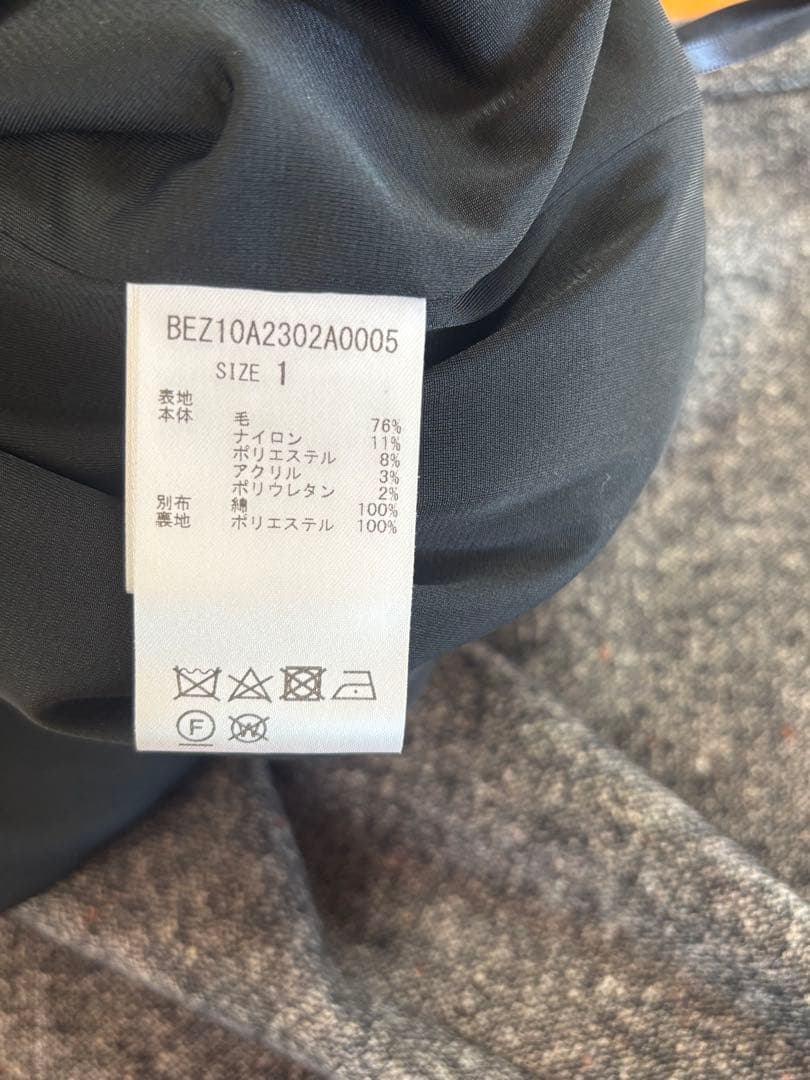 BEZ10A2302A0005
SIZE 1
表地
本体 毛 76%
ナイロン 11%
ポリエステル 8%
アクリル 3%
ポリウレタン 2%
別布 綿 100%
裏地 ポリエステル 100%
F W